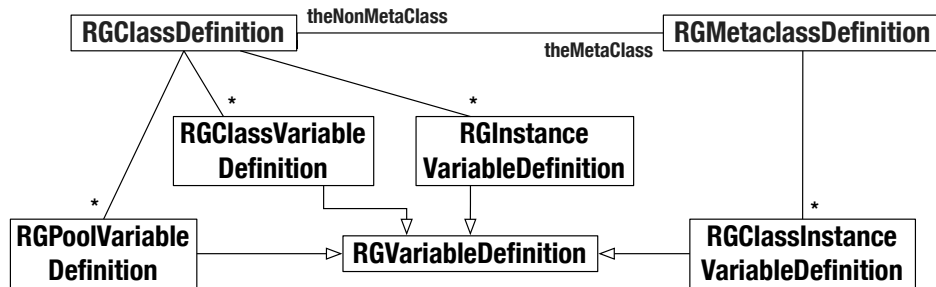 theNonMetaClass
RGClassDefinition
RGMetaclassDefinition
theMetaClass
*
*
RGClassVariable
Definition
RGInstance
VariableDefinition
*
*
RGPoolVariable
Definition
RGVariableDefinition
RGClassInstance
VariableDefinition